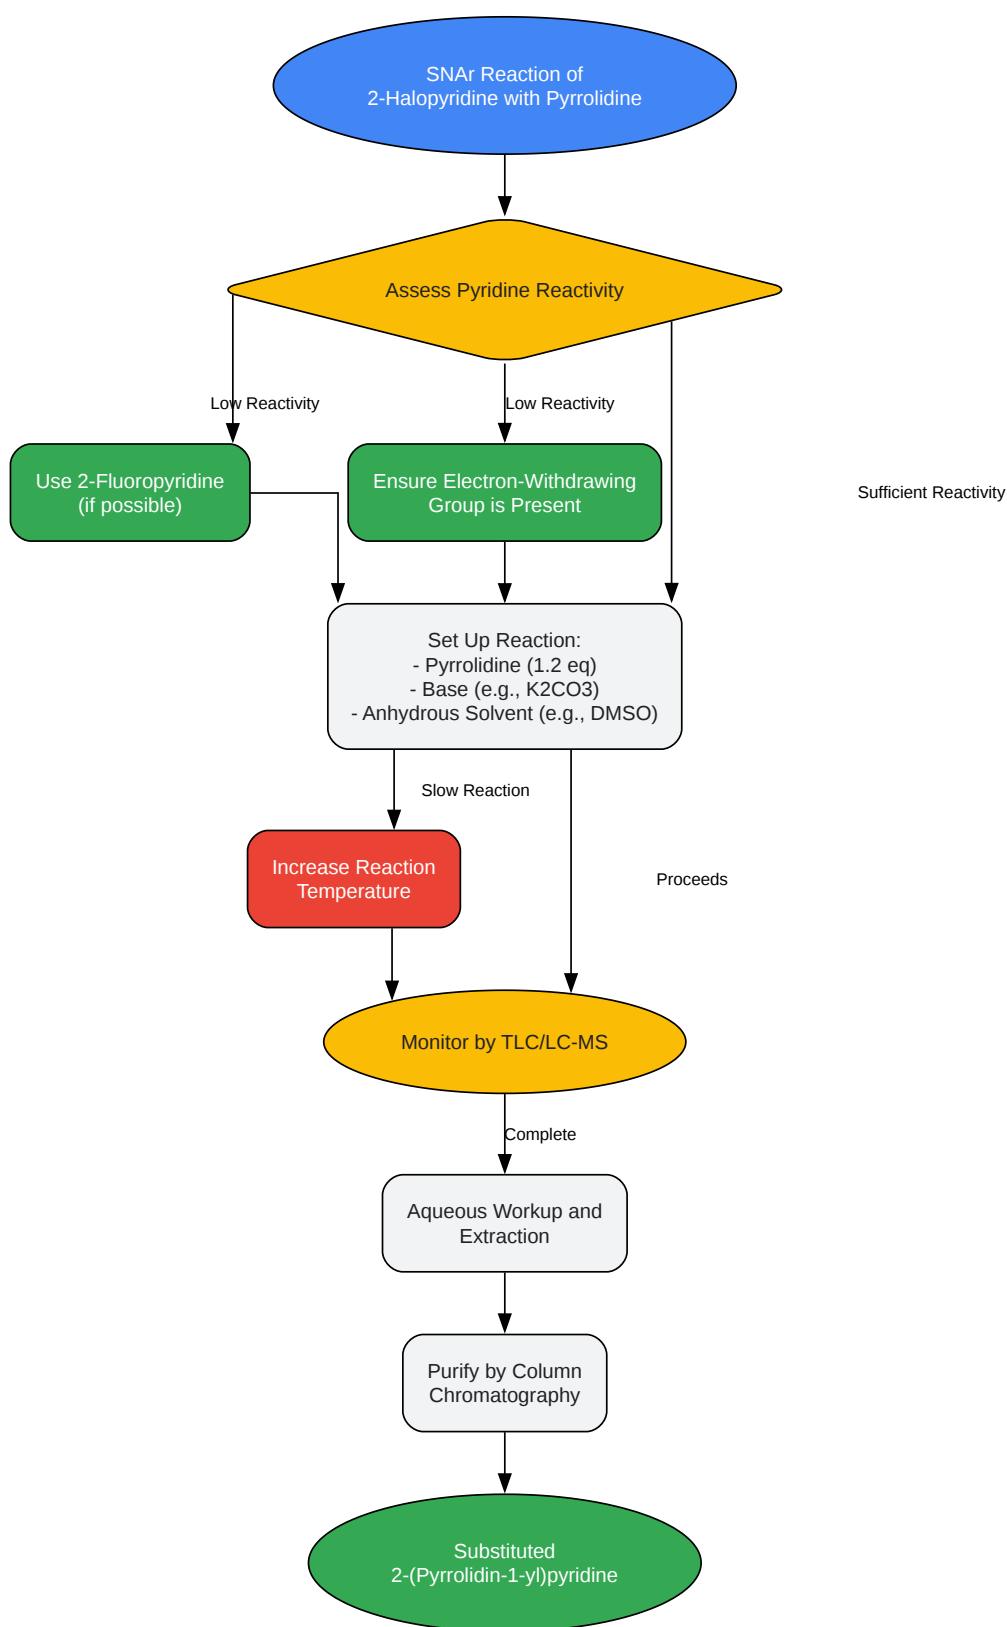 SNAr Reaction of
2-Halopyridine with Pyrrolidine
Assess Pyridine Reactivity
Low Reactivity
Low Reactivity
Use 2-Fluoropyridine
(if possible)
Ensure Electron-Withdrawing
Group is Present
Sufficient Reactivity
Set Up Reaction:
- Pyrrolidine (1.2 eq)
- Base (e.g., K2CO3)
- Anhydrous Solvent (e.g., DMSO)
Slow Reaction
Increase Reaction
Temperature
Proceeds
Monitor by TLC/LC-MS
Complete
Aqueous Workup and
Extraction
Purify by Column
Chromatography
Substituted
2-(Pyrrolidin-1-yl)pyridine